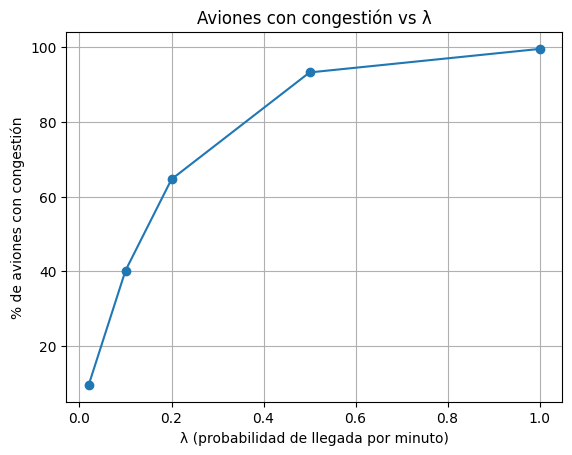 Aviones con congestión vs λ
100
80
60
40
20
% de aviones con congestión
0.0 0.2 0.4 0.6 0.8 1.0
λ (probabilidad de llegada por minuto)